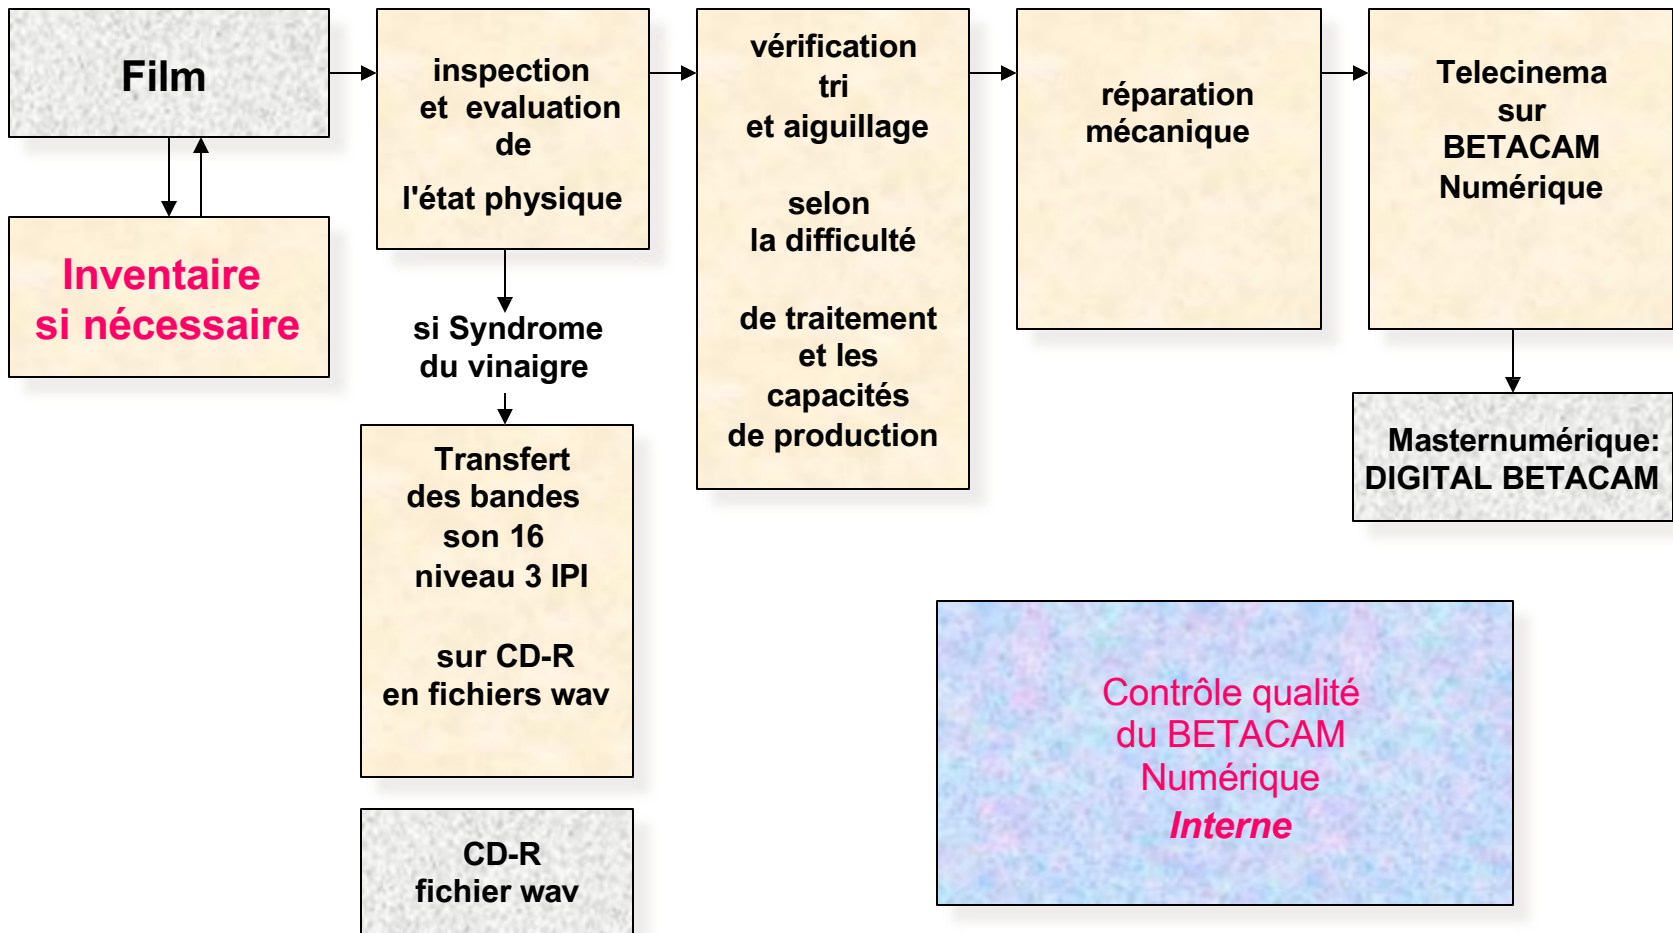 Film
Inventaire
si nécessaire
inspection
et evaluation
de
l'état physique
si Syndrome
du vinaigre
Transfert
des bandes
son 16
niveau 3 IPI
sur CD-R
en fichiers wav
CD-R
fichier wav
vérification
tri
et aiguillage
selon
la difficulté
de traitement
et les
capacités
de production
réparation
mécanique
Telecinema
sur
BETACAM
Numérique
Masternumérique:
DIGITAL BETACAM
Contrôle qualité
du BETACAM
Numérique
Interne